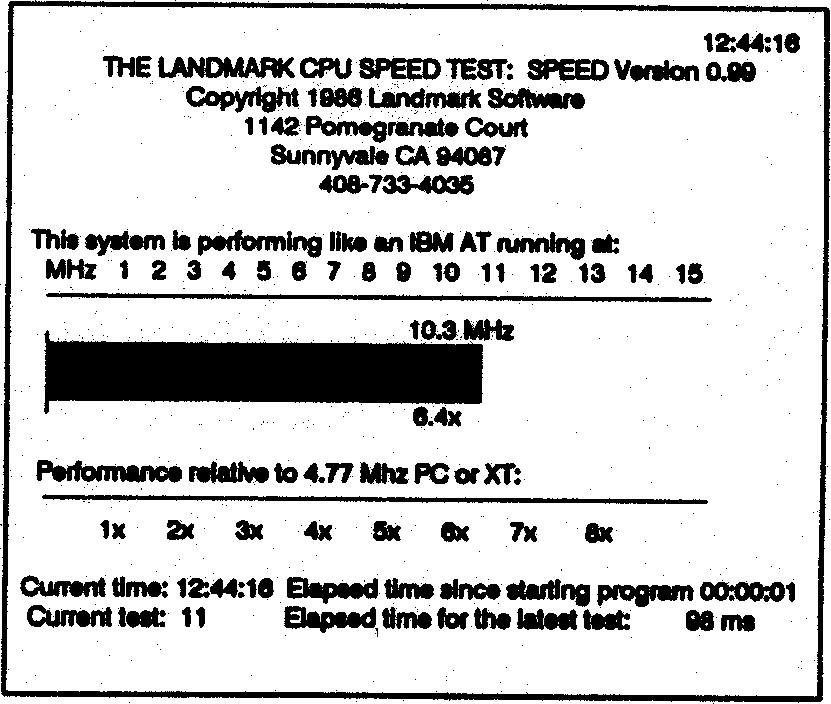 12:44:16
THE LANDMARK CPU SPEED TEST: SPEED Version 0.99
Copyright 1986 Landmark Software
1142 Pomegranate Court
Sunnyvale CA 94087
408-733-4035
This system is performing like an IBM AT running at:
MHz 1 2 3 4 5 6 7 8 9 10 11 12 13 14 15
10.3 MHz
6.4x
Performance relative to 4.77 Mhz PC or XT:
1x 2x 3x 4x 5x 6x 7x 8x
Current time: 12:44:16 Elapsed time since starting program 00:00:01
Current test: 11 Elapsed time for the latest test: 98 ms